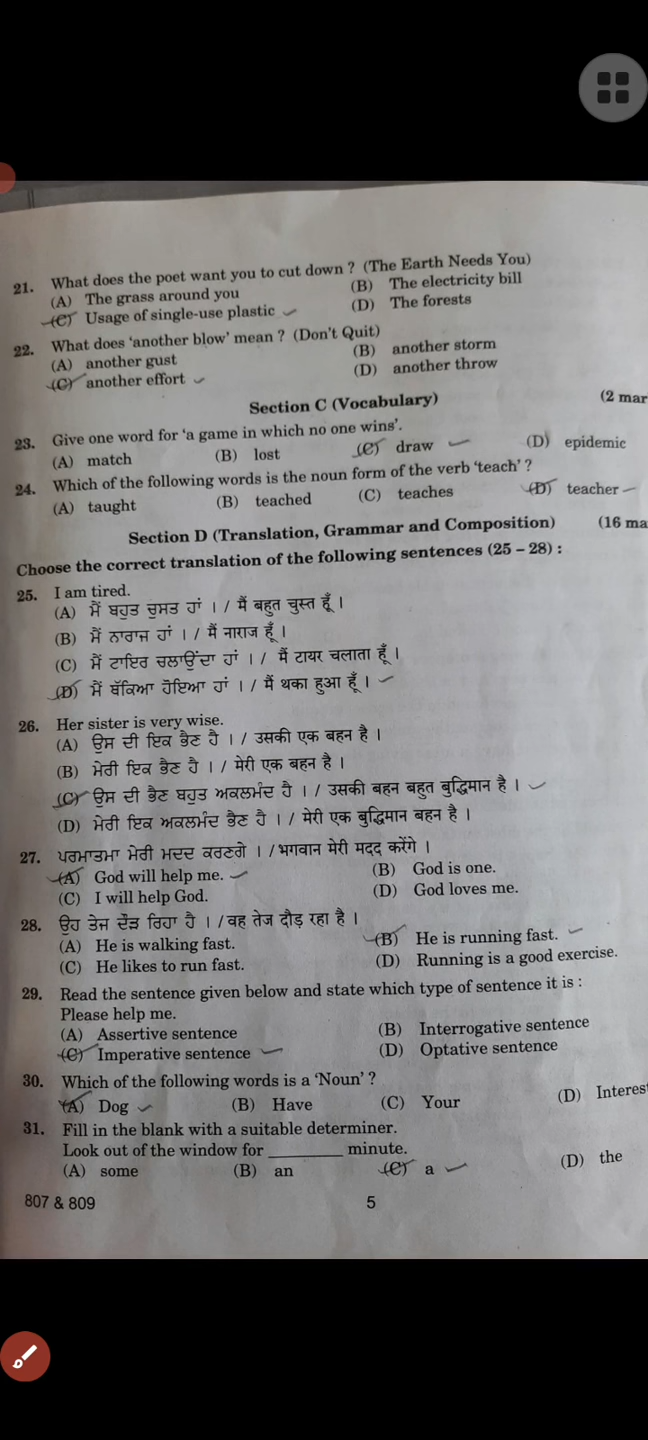 21. What does the poet want you to cut down ? (The Earth Needs You)
(A) The grass around you (B) The electricity bill
(C) Usage of single-use plastic (D) The forests
22. What does 'another blow' mean ? (Don't Quit)
(A) another gust (B) another storm
(C) another effort (D) another throw
Section C (Vocabulary) (2 mar
23. Give one word for 'a game in which no one wins'.
(A) match (B) lost (C) draw (D) epidemic
24. Which of the following words is the noun form of the verb 'teach' ?
(A) taught (B) teached (C) teaches (D) teacher
Section D (Translation, Grammar and Composition) (16 ma
Choose the correct translation of the following sentences (25 – 28) :
25. I am tired.
(A) ਮੈਂ ਬਹੁਤ ਚੁਸਤ ਹਾਂ । / मैं बहुत चुस्त हूँ ।
(B) ਮੈਂ ਨਾਰਾਜ ਹਾਂ । / मैं नाराज हूँ ।
(C) ਮੈਂ ਟਾਇਰ ਚਲਾਉਂਦਾ ਹਾਂ । / मैं टायर चलाता हूँ ।
(D) ਮੈਂ ਥੱਕਿਆ ਹੋਇਆ ਹਾਂ । / मैं थका हुआ हूँ ।
26. Her sister is very wise.
(A) ਉਸ ਦੀ ਇਕ ਭੈਣ ਹੈ । / उसकी एक बहन है ।
(B) ਮੇਰੀ ਇਕ ਭੈਣ ਹੈ । / मेरी एक बहन है ।
(C) ਉਸ ਦੀ ਭੈਣ ਬਹੁਤ ਅਕਲਮੰਦ ਹੈ । / उसकी बहन बहुत बुद्धिमान है ।
(D) ਮੇਰੀ ਇਕ ਅਕਲਮੰਦ ਭੈਣ ਹੈ । / मेरी एक बुद्धिमान बहन है ।
27. ਪਰਮਾਤਮਾ ਮੇਰੀ ਮਦਦ ਕਰਣਗੇ । / भगवान मेरी मदद करेंगे ।
(A) God will help me. (B) God is one.
(C) I will help God. (D) God loves me.
28. ਉਹ ਤੇਜ ਦੌੜ ਰਿਹਾ ਹੈ । / वह तेज दौड़ रहा है ।
(A) He is walking fast. (B) He is running fast.
(C) He likes to run fast. (D) Running is a good exercise.
29. Read the sentence given below and state which type of sentence it is :
Please help me.
(A) Assertive sentence (B) Interrogative sentence
(C) Imperative sentence (D) Optative sentence
30. Which of the following words is a 'Noun' ?
(A) Dog (B) Have (C) Your (D) Interes
31. Fill in the blank with a suitable determiner.
Look out of the window for ________ minute.
(A) some (B) an (C) a (D) the
807 & 809 5